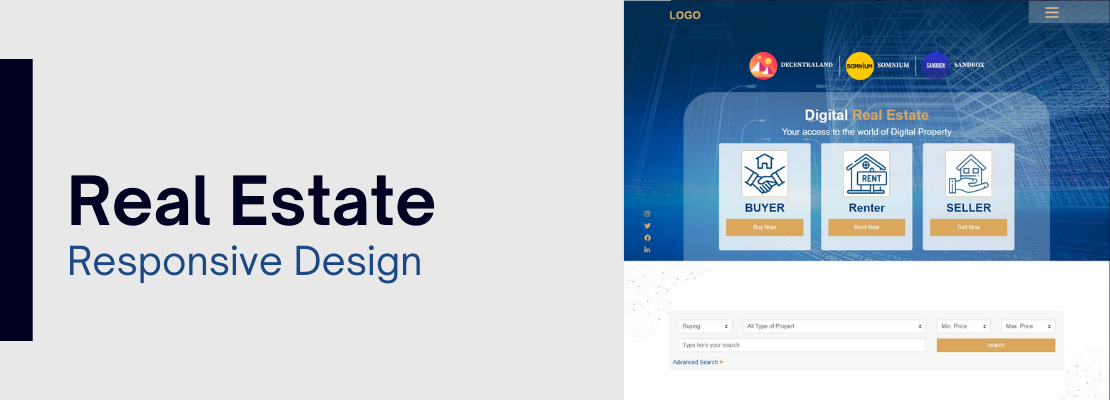 Real Estate
Responsive Design
LOGO
DECENTRALAND
SOMNIUM SOMNIUM
SANDBOX SANDBOX
Digital Real Estate
Your access to the world of Digital Property
RENT
BUYER
Buy Now
Renter
Rent Now
SELLER
Sell Now
Buying
All Type of Propert
Min. Price
Max. Price
Type here your search
search
Advanced Search >